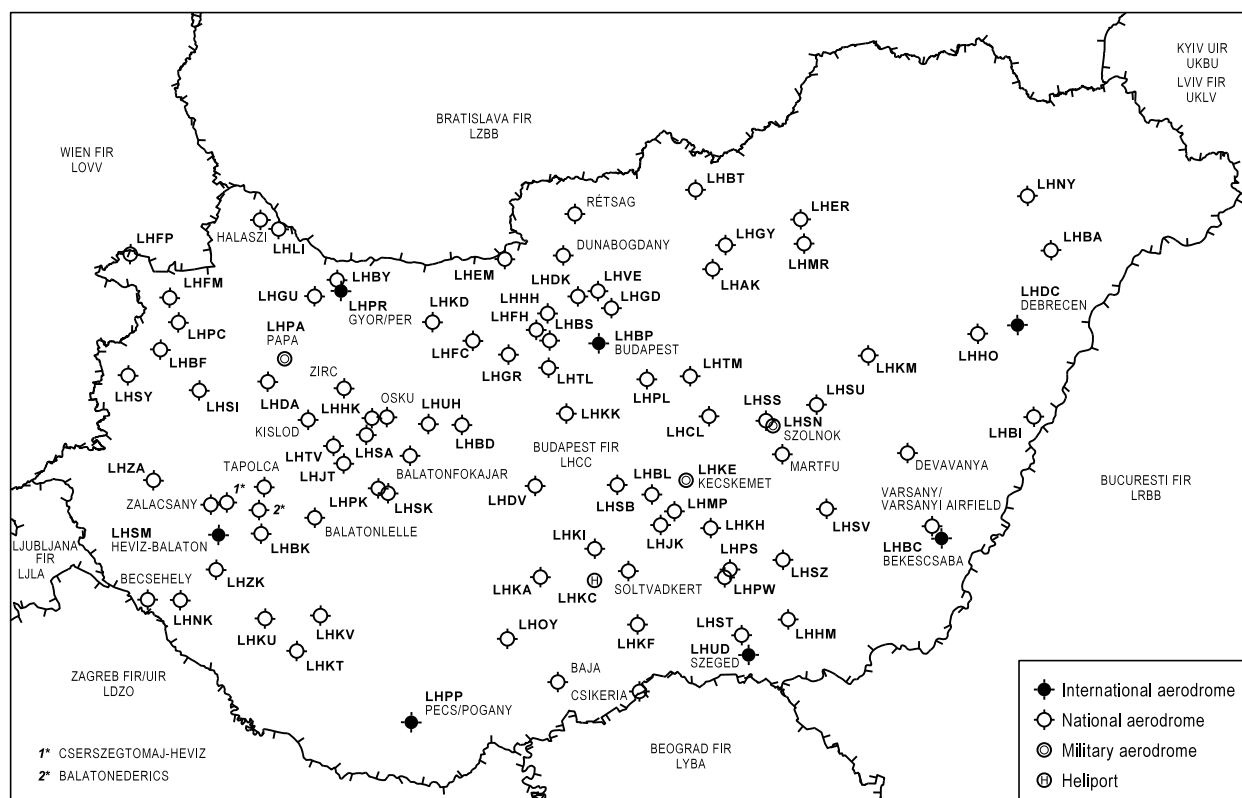 KYIV UIR
UKBU
LVIV FIR
UKLV
BRATISLAVA FIR
LZBB
WIEN FIR
LOVV
LHBT
LHNY
RÉTSAG
LHER
HALASZI
LHLI
LHFP
DUNABOGDANY
LHGY
LHMR
LHBA
LHEM
LHBY
LHDK
LHVE
LHAK
LHFM
LHGU
LHPR
GYOR/PER
LHKD
LHHH
LHGD
LHDC
DEBRECEN
LHPC
LHPA
PAPA
LHFH
LHBS
LHBP
BUDAPEST
LHHO
LHBF
LHFC
LHGR
LHTL
LHTM
LHKM
LHSY
LHSI
LHDA
ZIRC
LHPL
LHSU
LHHK
OSKU
LHUH
LHKK
LHSS
LHSN
SZOLNOK
KISLOD
LHBD
LHCL
LHBI
LHTV
LHSA
BUDAPEST FIR
LHCC
MARTFU
DEVAVANYA
LHJT
BALATONFOKAJAR
LHZA
TAPOLCA
LHKE
KECSKEMET
BUCURESTI FIR
LRBB
1*
ZALACSANY
2*
LHPK
LHSK
LHDV
LHSB
LHBL
LHMP
LHSV
VARSANY/
VARSANYI AIRFIELD
BALATONLELLE
LHSM
HEVIZ-BALATON
LHBK
LHJK
LHKH
LHBC
BEKESCSABA
LJUBLJANA
FIR
LJLA
LHKI
LHPS
LHSZ
BECSEHELY
LHZK
LHKA
LHKC
H
SOLTVADKERT
LHPW
LHNK
LHKU
LHKV
LHOY
LHKF
LHST
LHHM
LHKT
LHUD
SZEGED
ZAGREB FIR/UIR
LDZO
BAJA
CSIKERIA
LHPP
PECS/POGANY
1* CSERSZEGTOMAJ-HEVIZ
2* BALATONEDERICS
BEOGRAD FIR
LYBA
International aerodrome
National aerodrome
Military aerodrome
H Heliport